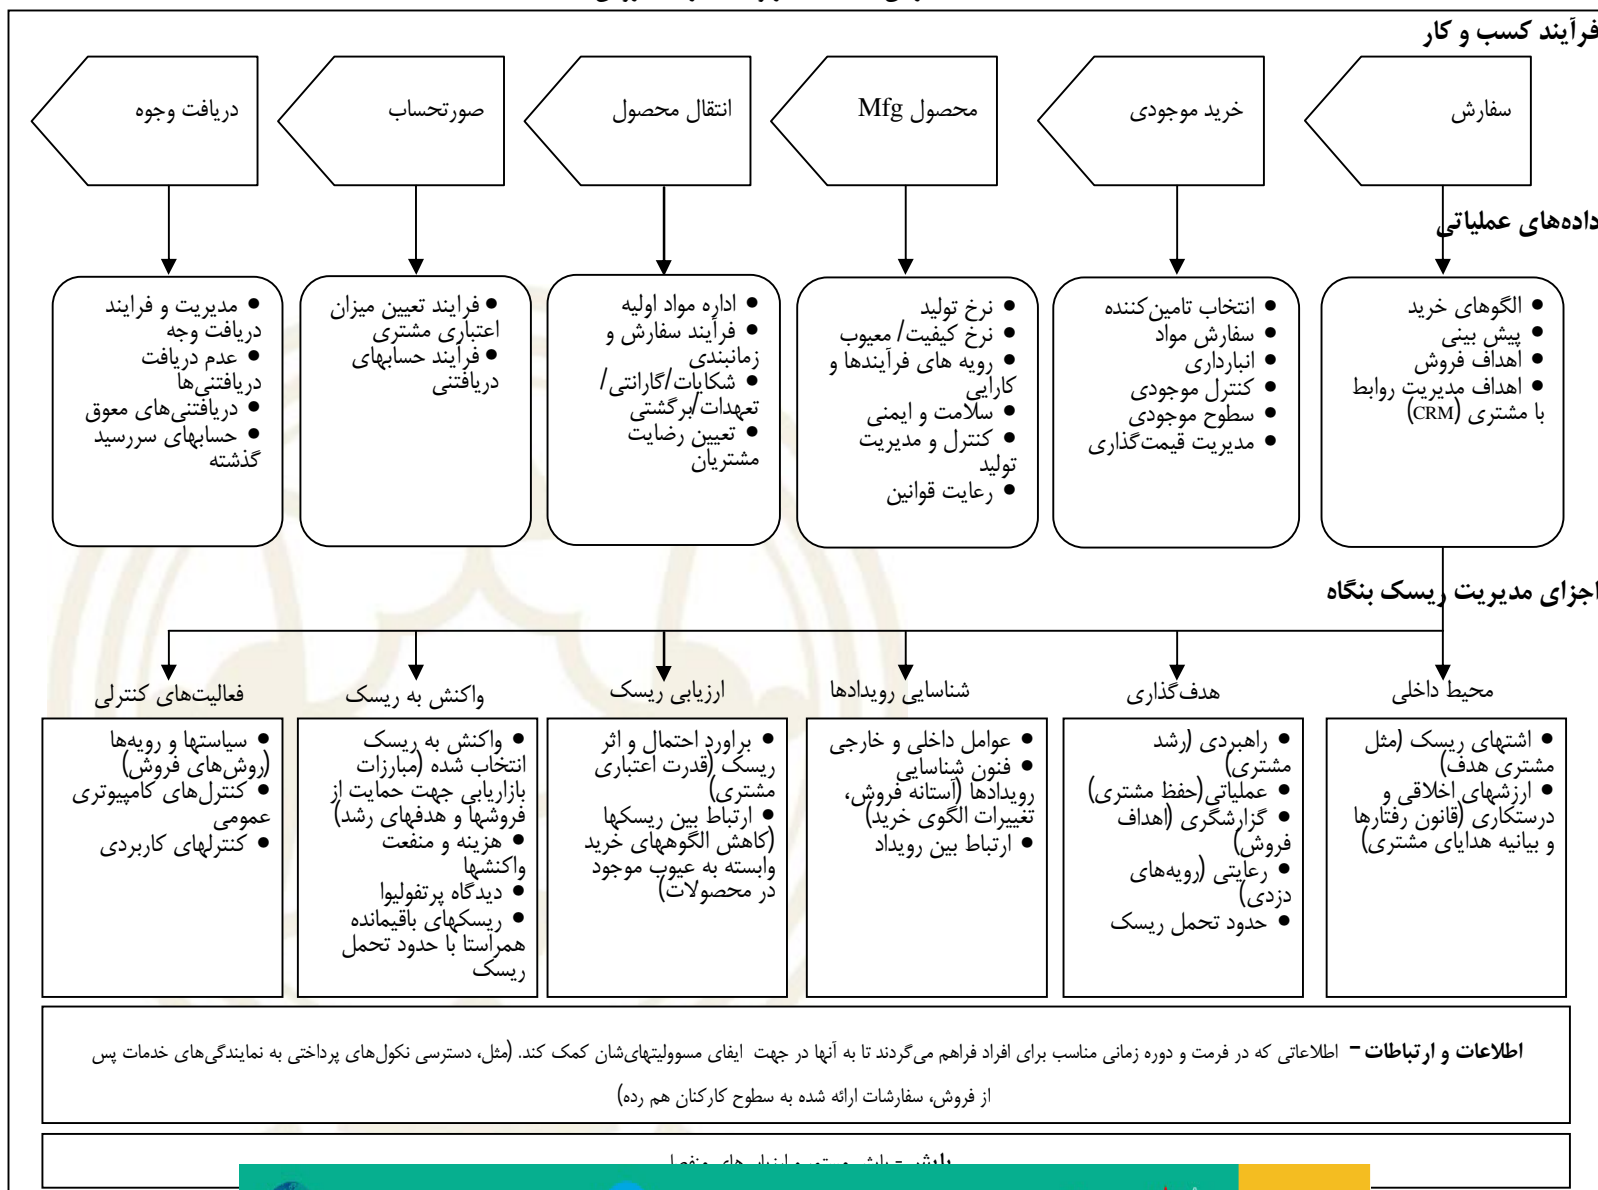 فرآیند کسب و کار
سفارش
خرید موجودی
محصول Mfg
انتقال محصول
صورتحساب
دریافت وجوه
داده‌های عملیاتی
● الگوهای خرید
● پیش بینی
● اهداف فروش
● اهداف مدیریت روابط
با مشتری (CRM)
● انتخاب تامین‌کننده
● سفارش مواد
● انبارداری
● کنترل موجودی
● سطوح موجودی
● مدیریت قیمت‌گذاری
● نرخ تولید
● نرخ کیفیت/ معیوب
● رویه های فرآیندها و
کارایی
● سلامت و ایمنی
● کنترل و مدیریت
تولید
● رعایت قوانین
● اداره مواد اولیه
● فرآیند سفارش و
زمانبندی
● شکایات/گارانتی/
تعهدات/برگشتی
● تعیین رضایت
مشتریان
● فرایند تعیین میزان
اعتباری مشتری
● فرآیند حسابهای
دریافتنی
● مدیریت و فرایند
دریافت وجه
● عدم دریافت
دریافتنی‌ها
● دریافتنی‌های معوق
● حسابهای سررسید
گذشته
اجزای مدیریت ریسک بنگاه
محیط داخلی
● اشتهای ریسک (مثل
مشتری هدف)
● ارزشهای اخلاقی و
درستکاری (قانون رفتارها
و بیانیه هدایای مشتری)
هدف‌گذاری
● راهبردی (رشد
مشتری)
● عملیاتی(حفظ مشتری)
● گزارشگری (اهداف
فروش)
● رعایتی (رویه‌های
دزدی)
● حدود تحمل ریسک
شناسایی رویدادها
● عوامل داخلی و خارجی
● فنون شناسایی
رویدادها (آستانه فروش،
تغییرات الگوی خرید)
● ارتباط بین رویداد
ارزیابی ریسک
● براورد احتمال و اثر
ریسک (قدرت اعتباری
مشتری)
● ارتباط بین ریسکها
(کاهش الگوههای خرید
وابسته به عیوب موجود
در محصولات)
واکنش به ریسک
● واکنش به ریسک
انتخاب شده (مبارزات
بازاریابی جهت حمایت از
فروشها و هدفهای رشد)
● هزینه و منفعت
واکنشها
● دیدگاه پرتفولیوا
● ریسکهای باقیمانده
همراستا با حدود تحمل
ریسک
فعالیت‌های کنترلی
● سیاستها و رویه‌ها
(روش‌های فروش)
● کنترل‌های کامپیوتری
عمومی
● کنترلهای کاربردی
اطلاعات و ارتباطات – اطلاعاتی که در فرمت و دوره زمانی مناسب برای افراد فراهم می‌گردند تا به آنها در جهت ایفای مسوولیتهای‌شان کمک کند. (مثل، دسترسی نکول‌های پرداختی به نمایندگی‌های خدمات پس
از فروش، سفارشات ارائه شده به سطوح کارکنان هم رده)